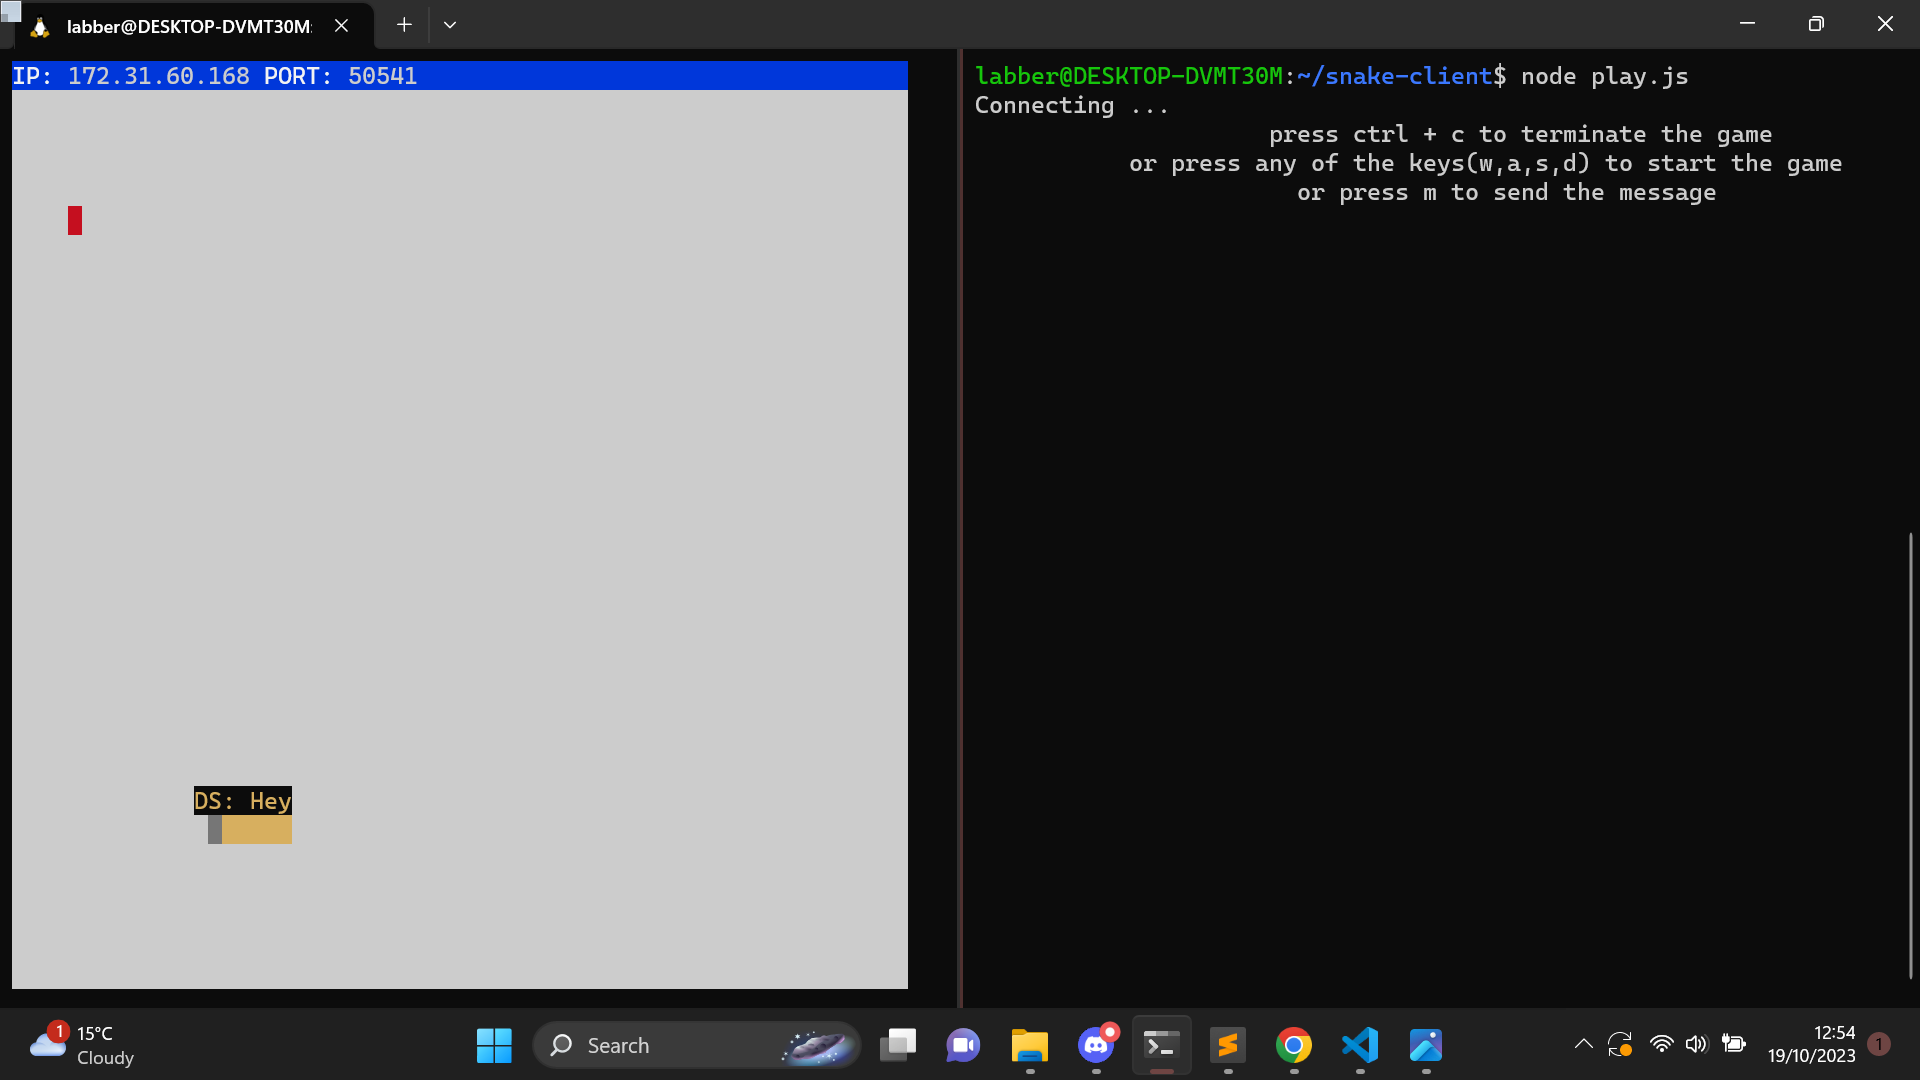 labber@DESKTOP-DVMT30M:
IP: 172.31.60.168 PORT: 50541
DS: Hey
labber@DESKTOP-DVMT30M:~/snake-client$ node play.js
Connecting ...
press ctrl + c to terminate the game
or press any of the keys(w,a,s,d) to start the game
or press m to send the message
1
15°C
Cloudy
Search
12:54
19/10/2023
1